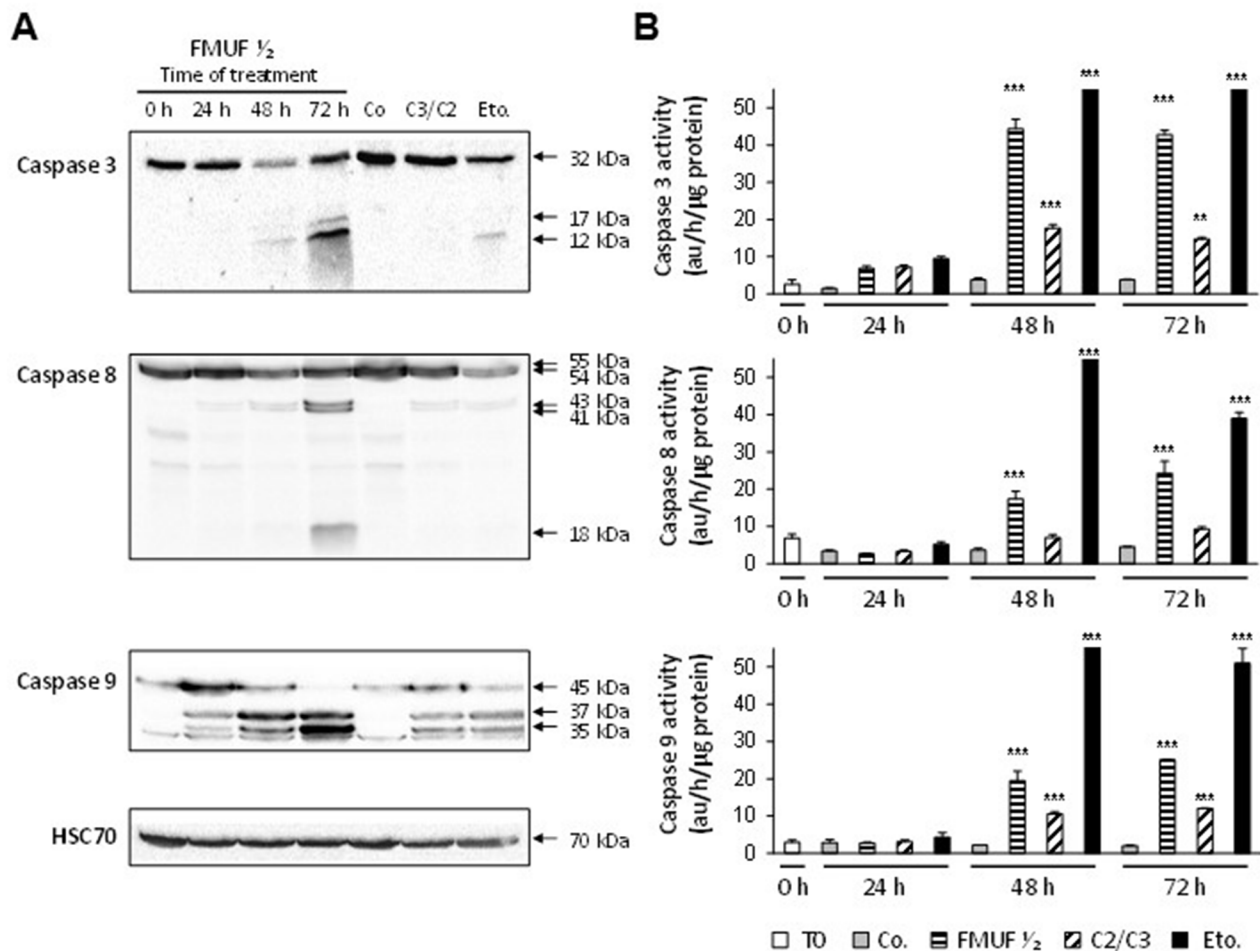 A
FMUF ½
Time of treatment
0 h 24 h 48 h 72 h Co C3/C2 Eto.
Caspase 3
32 kDa
17 kDa
12 kDa
Caspase 8
55 kDa
54 kDa
43 kDa
41 kDa
18 kDa
Caspase 9
45 kDa
37 kDa
35 kDa
HSC70
70 kDa
B
Caspase 3 activity
(au/h/µg protein)
50
40
30
20
10
0
*** *** *** *** ** ***
0 h 24 h 48 h 72 h
Caspase 8 activity
(au/h/µg protein)
50
40
30
20
10
0
*** *** *** ***
0 h 24 h 48 h 72 h
Caspase 9 activity
(au/h/µg protein)
50
40
30
20
10
0
*** *** *** *** *** ***
0 h 24 h 48 h 72 h
T0 Co. FMUF ½ C2/C3 Eto.